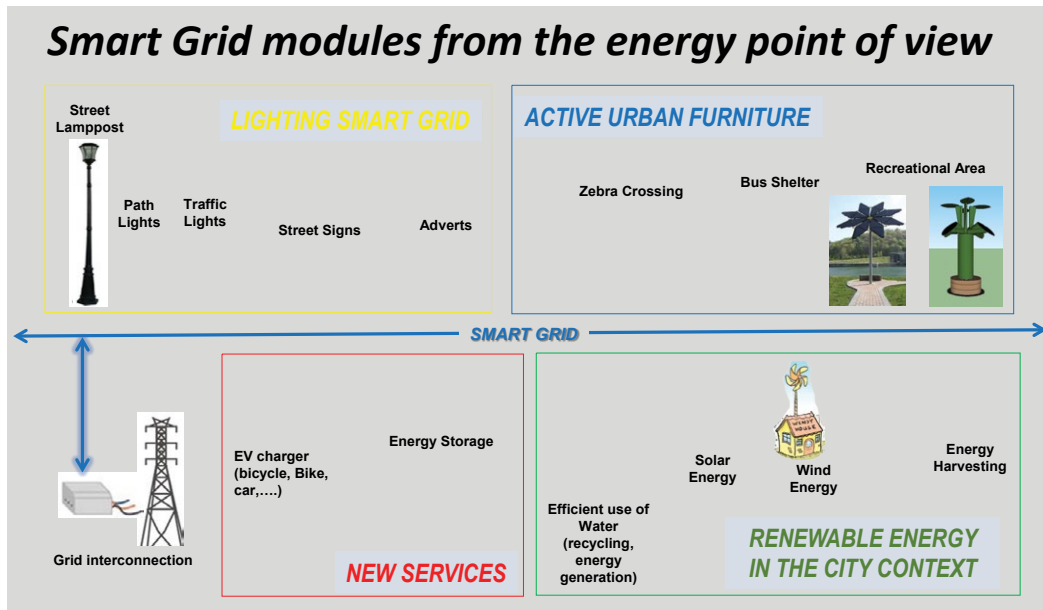 Smart Grid modules from the energy point of view
Street
Lamppost
LIGHTING SMART GRID
Path
Lights
Traffic
Lights
Street Signs
Adverts
ACTIVE URBAN FURNITURE
Zebra Crossing
Bus Shelter
Recreational Area
SMART GRID
Grid interconnection
EV charger
(bicycle, Bike,
car,....)
Energy Storage
NEW SERVICES
Efficient use of
Water
(recycling,
energy
generation)
Solar
Energy
WINDY
HOUSE
Wind
Energy
Energy
Harvesting
RENEWABLE ENERGY
IN THE CITY CONTEXT